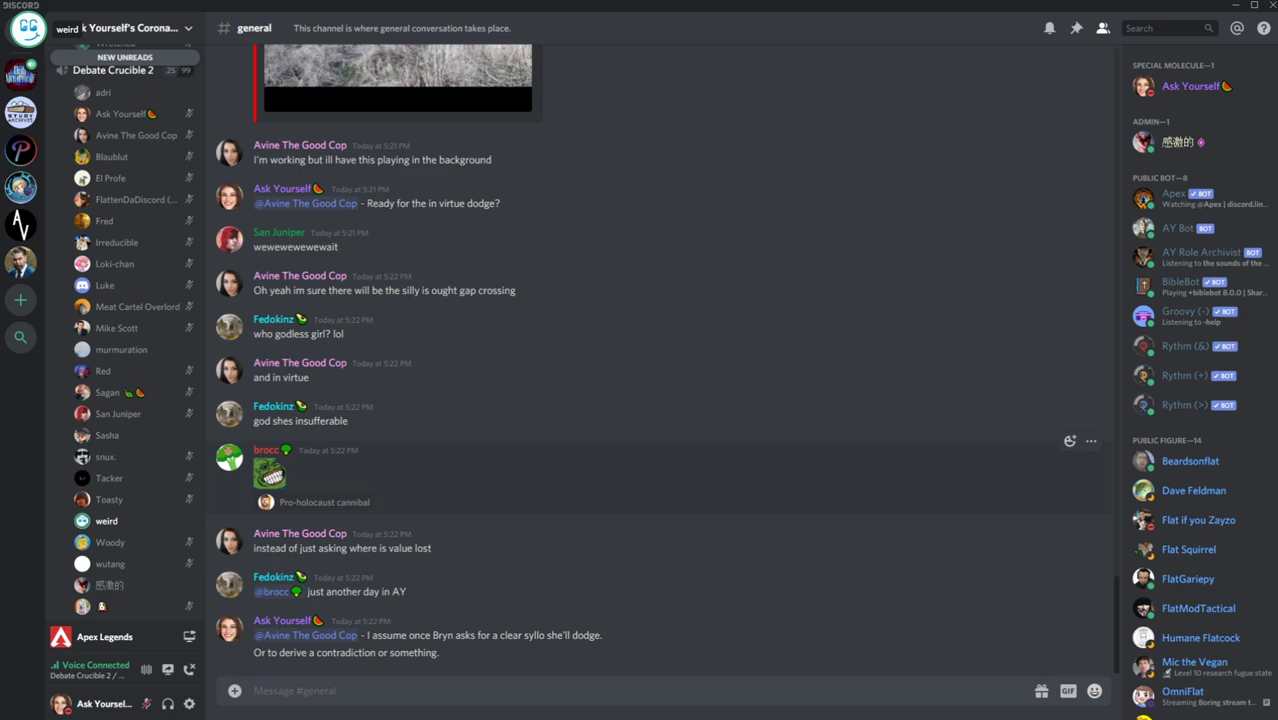 DISCORD
weird
k Yourself's Corona...
NEW UNREADS
Debate Crucible 2 25 99
adri
Ask Yourself🍉
Avine The Good Cop
Blaublut
El Profe
FlattenDaDiscord (...
Fred
Irreducible
Loki-chan
Luke
Meat Cartel Overlord
Mike Scott
murmuration
Red
Sagan
San Juniper
Sasha
snux.
Tacker
Toasty
weird
Woody
wutang
感激的
Apex Legends
Voice Connected
Debate Crucible 2 / ...
Ask Yoursel...
# general
This channel is where general conversation takes place.
Search
Avine The Good Cop Today at 5:21 PM
I'm working but ill have this playing in the background
Ask Yourself🍉 Today at 5:21 PM
@Avine The Good Cop - Ready for the in virtue dodge?
San Juniper Today at 5:21 PM
wewewewewewait
Avine The Good Cop Today at 5:22 PM
Oh yeah im sure there will be the silly is ought gap crossing
Fedokinz Today at 5:22 PM
who godless girl? lol
Avine The Good Cop Today at 5:22 PM
and in virtue
Fedokinz Today at 5:22 PM
god shes insufferable
brocc🥦 Today at 5:22 PM
Pro-holocaust cannibal
Avine The Good Cop Today at 5:22 PM
instead of just asking where is value lost
Fedokinz Today at 5:22 PM
@brocc🥦 just another day in AY
Ask Yourself🍉 Today at 5:22 PM
@Avine The Good Cop - I assume once Bryn asks for a clear syllo she'll dodge.
Or to derive a contradiction or something.
Message #general
GIF
SPECIAL MOLECULE—1
Ask Yourself🍉
ADMIN—1
感激的
PUBLIC BOT—8
Apex ✓ BOT
Watching @Apex | discord.lin...
AY Bot BOT
AY Role Archivist BOT
Listening to the sounds of the...
BibleBot ✓ BOT
Playing +biblebot 8.0.0 | Shar...
Groovy (-) ✓ BOT
Listening to -help
Rythm (&) ✓ BOT
Rythm (+) ✓ BOT
Rythm (>) ✓ BOT
PUBLIC FIGURE—14
Beardsonflat
Dave Feldman
Flat if you Zayzo
Flat Squirrel
FlatGariepy
FlatModTactical
Humane Flatcock
Mic the Vegan
Level 10 research fugue state
OmniFlat
Streaming Boring stream t...